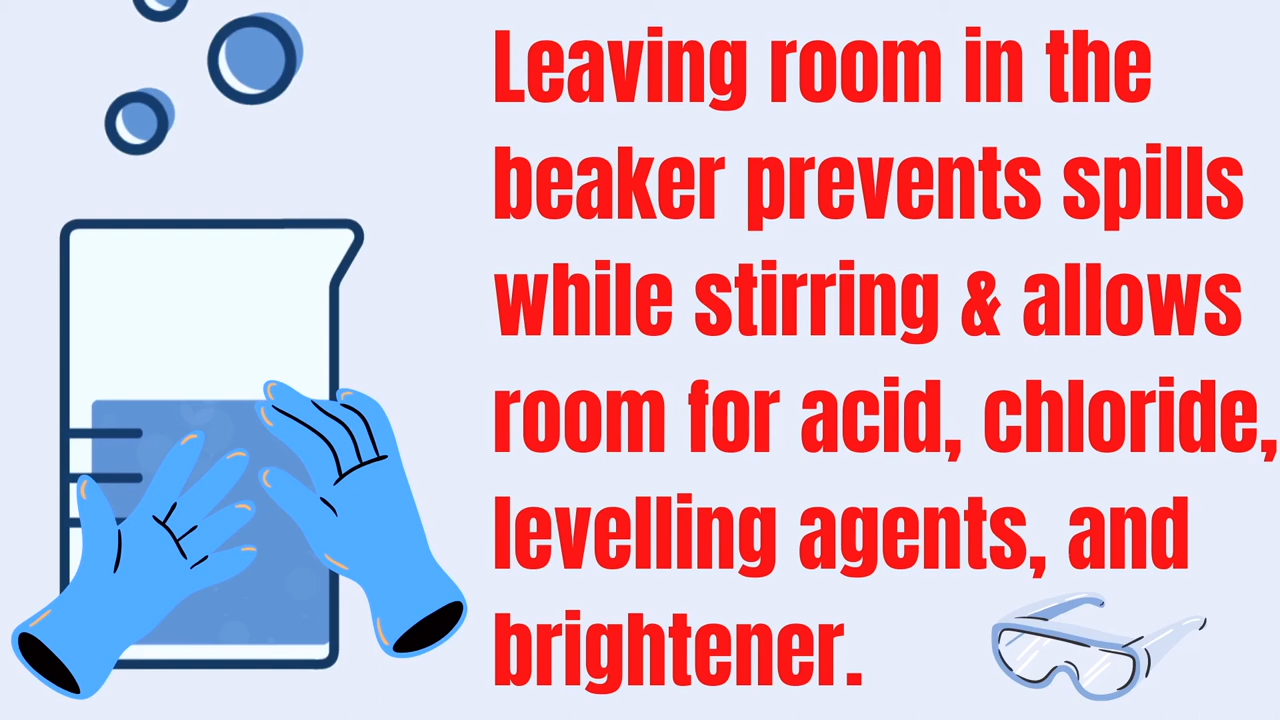 Leaving room in the
beaker prevents spills
while stirring & allows
room for acid, chloride,
levelling agents, and
brightener.